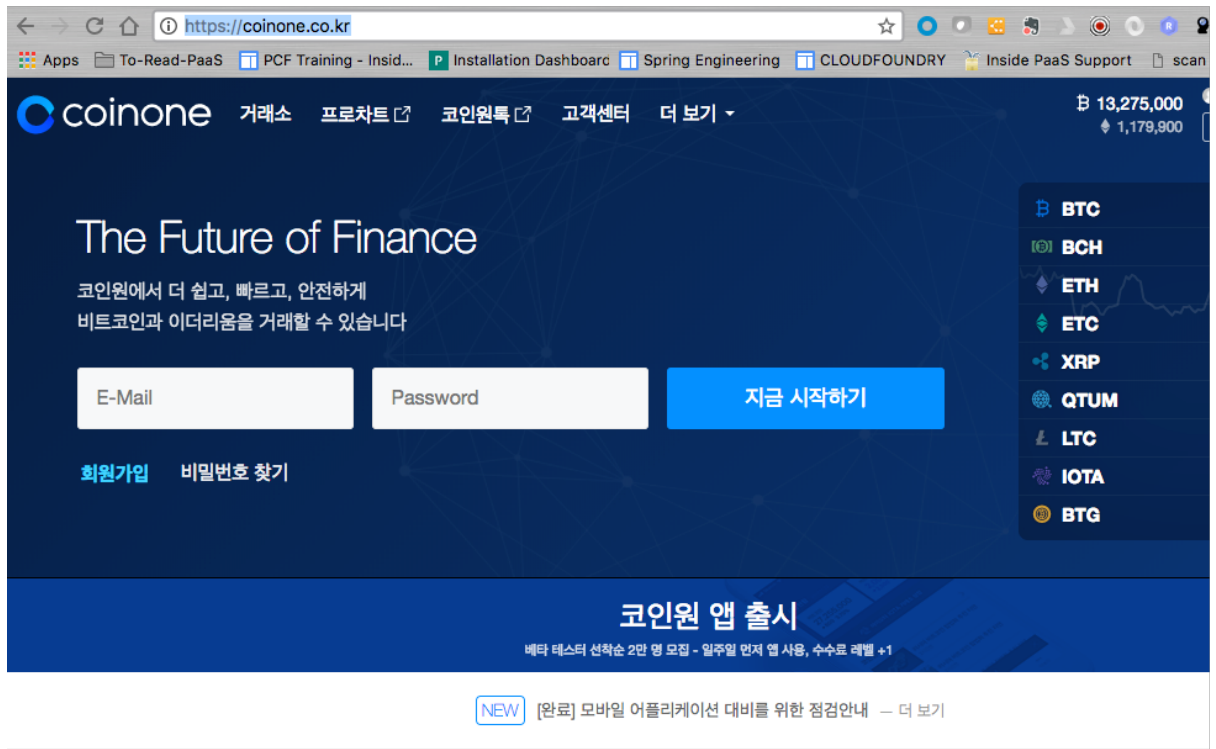 https://coinone.co.kr
Apps To-Read-PaaS PCF Training - Insid... P Installation Dashboard Spring Engineering CLOUDFOUNDRY Inside PaaS Support scan
coinone 거래소 프로차트 코인원톡 고객센터 더 보기
13,275,000
1,179,900
The Future of Finance
코인원에서 더 쉽고, 빠르고, 안전하게
비트코인과 이더리움을 거래할 수 있습니다
E-Mail Password 지금 시작하기
회원가입 비밀번호 찾기
BTC
BCH
ETH
ETC
XRP
QTUM
LTC
IOTA
BTG
코인원 앱 출시
베타 테스터 선착순 2만 명 모집 - 일주일 먼저 앱 사용, 수수료 레벨 +1
NEW [완료] 모바일 어플리케이션 대비를 위한 점검안내 — 더 보기